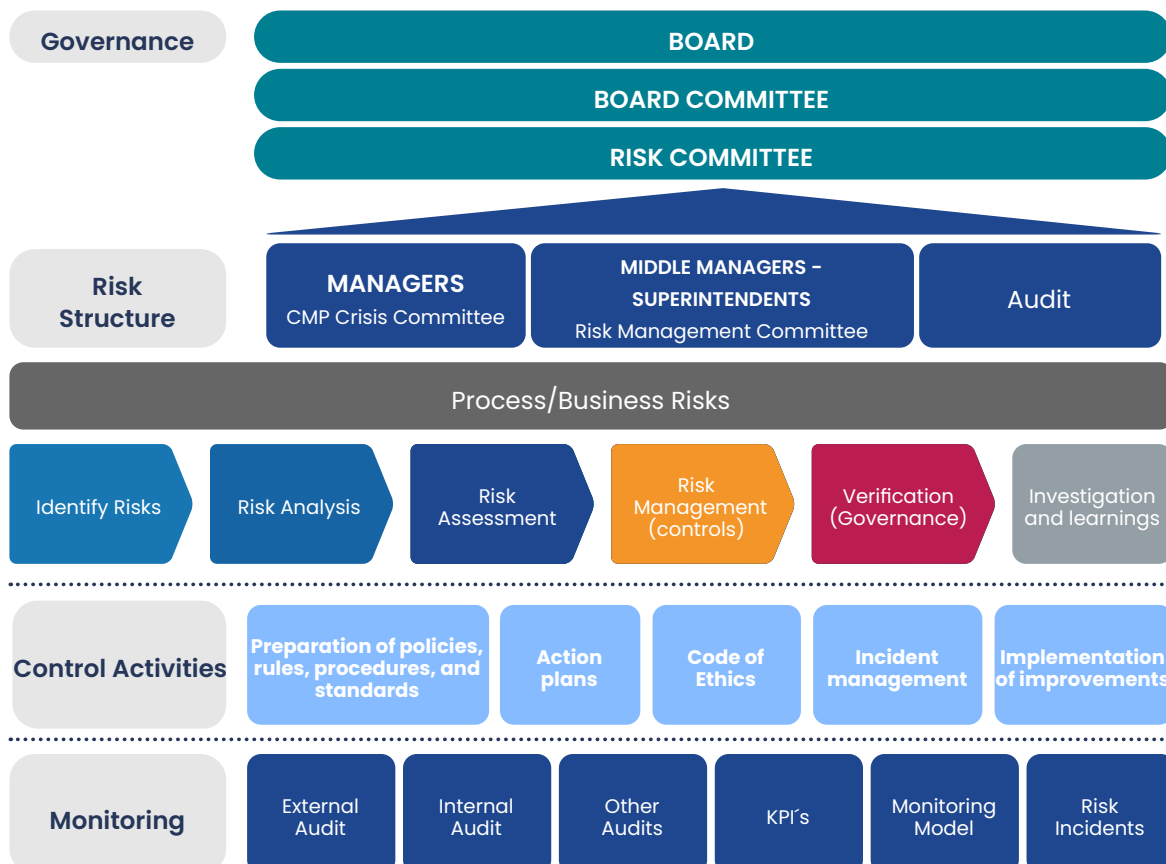 Governance
BOARD
BOARD COMMITTEE
RISK COMMITTEE
Risk
Structure
MANAGERS
CMP Crisis Committee
MIDDLE MANAGERS -
SUPERINTENDENTS
Risk Management Committee
Audit
Process/Business Risks
Identify Risks
Risk Analysis
Risk
Assessment
Risk
Management
(controls)
Verification
(Governance)
Investigation
and learnings
Control Activities
Preparation of policies,
rules, procedures, and
standards
Action
plans
Code of
Ethics
Incident
management
Implementation
of improvements
Monitoring
External
Audit
Internal
Audit
Other
Audits
KPI´s
Monitoring
Model
Risk
Incidents